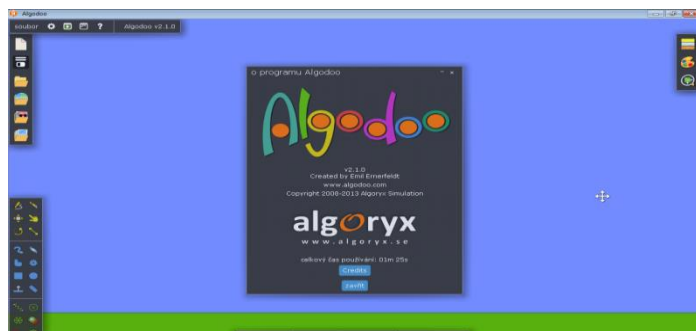 Algodoo
soubor ? Algodoo v2.1.0
o programu Algodoo
Algodoo
v2.1.0
Created by Emil Ernerfeldt
www.algodoo.com
Copyright 2008-2013 Algoryx Simulation
algoryx
www.algoryx.se
celkový čas používání: 01m 25s
Credits
zavřít